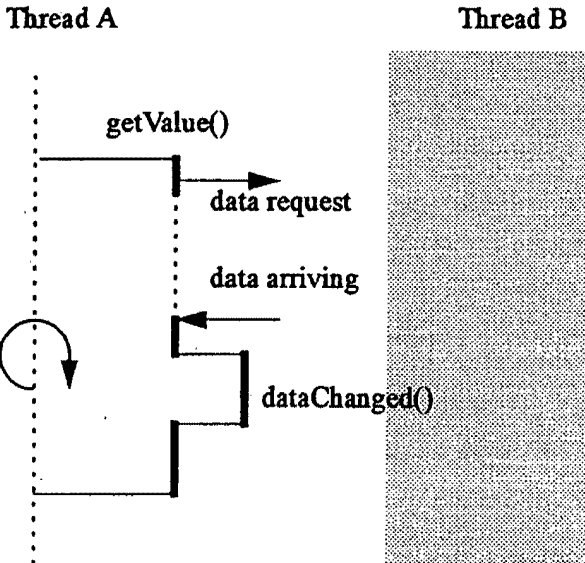 Thread A
Thread B
getValue()
data request
data arriving
dataChanged()